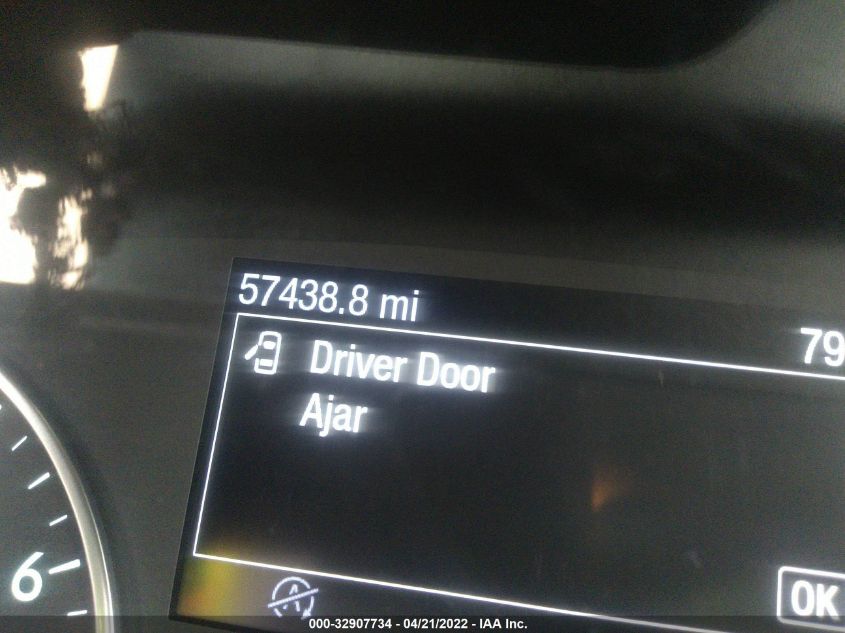 57438.8 mi
79
Driver Door
Ajar
6
A
OK
000-32907734 - 04/21/2022 - IAA Inc.